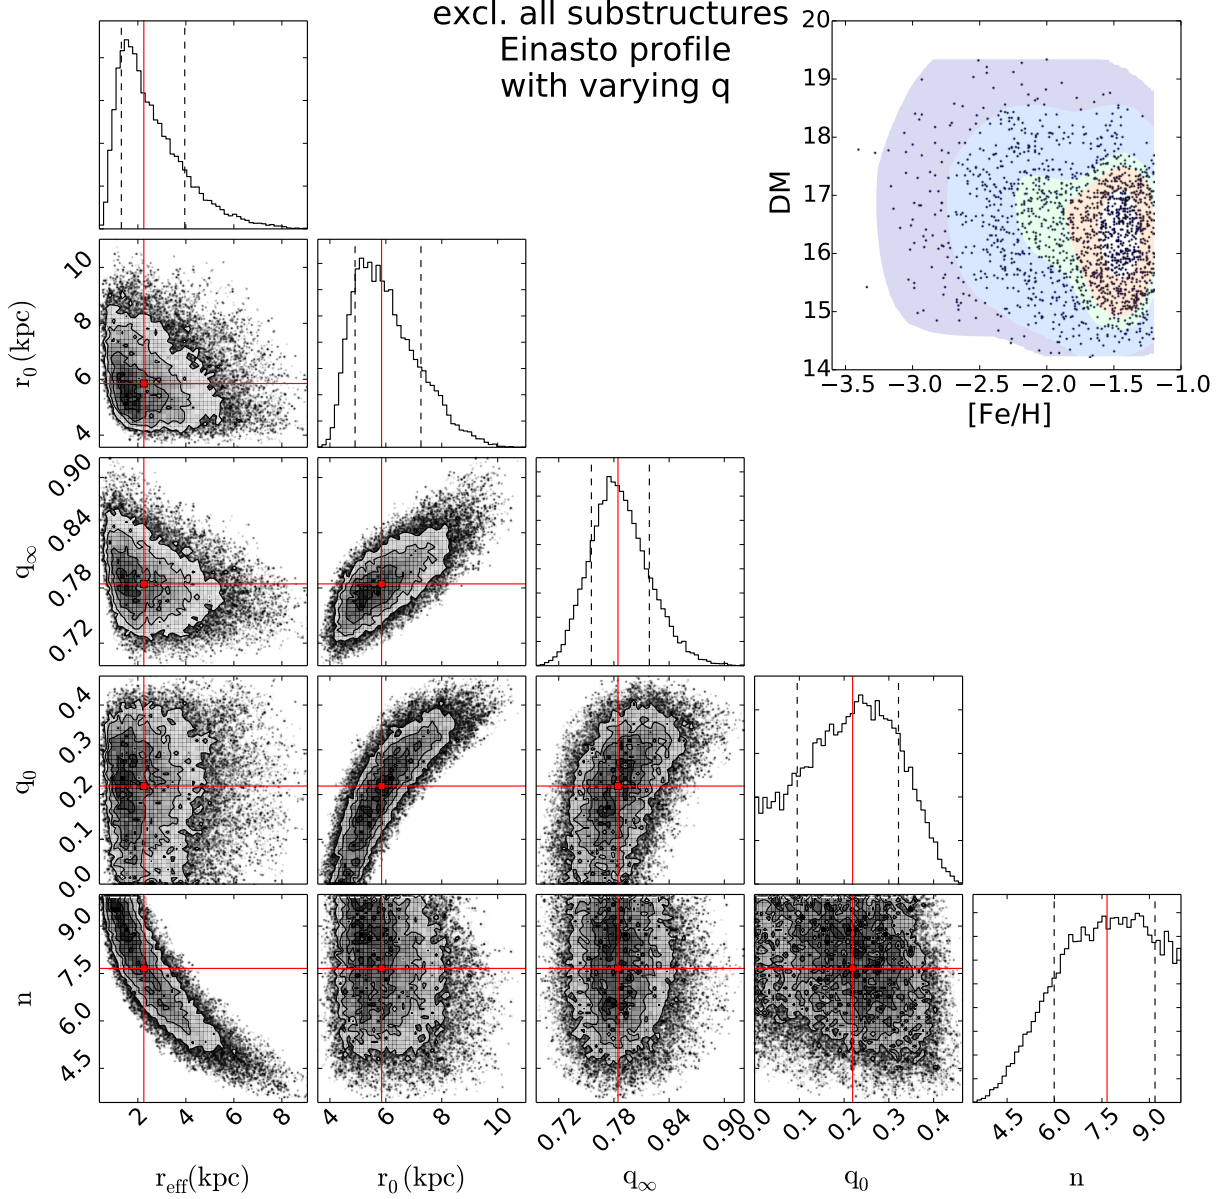 excl. all substructures
Einasto profile
with varying q
20
19
18
17
16
15
14
DM
−3.5 −3.0 −2.5 −2.0 −1.5 −1.0
[Fe/H]
10
8
6
4
r₀ (kpc)
0.90
0.84
0.78
0.72
q∞
0.4
0.3
0.2
0.1
0.0
q₀
9.0
7.5
6.0
4.5
n
2 4 6 8
4 6 8 10
0.72 0.78 0.84 0.90
0.0 0.1 0.2 0.3 0.4
4.5 6.0 7.5 9.0
r_eff(kpc) r₀ (kpc) q∞ q₀ n